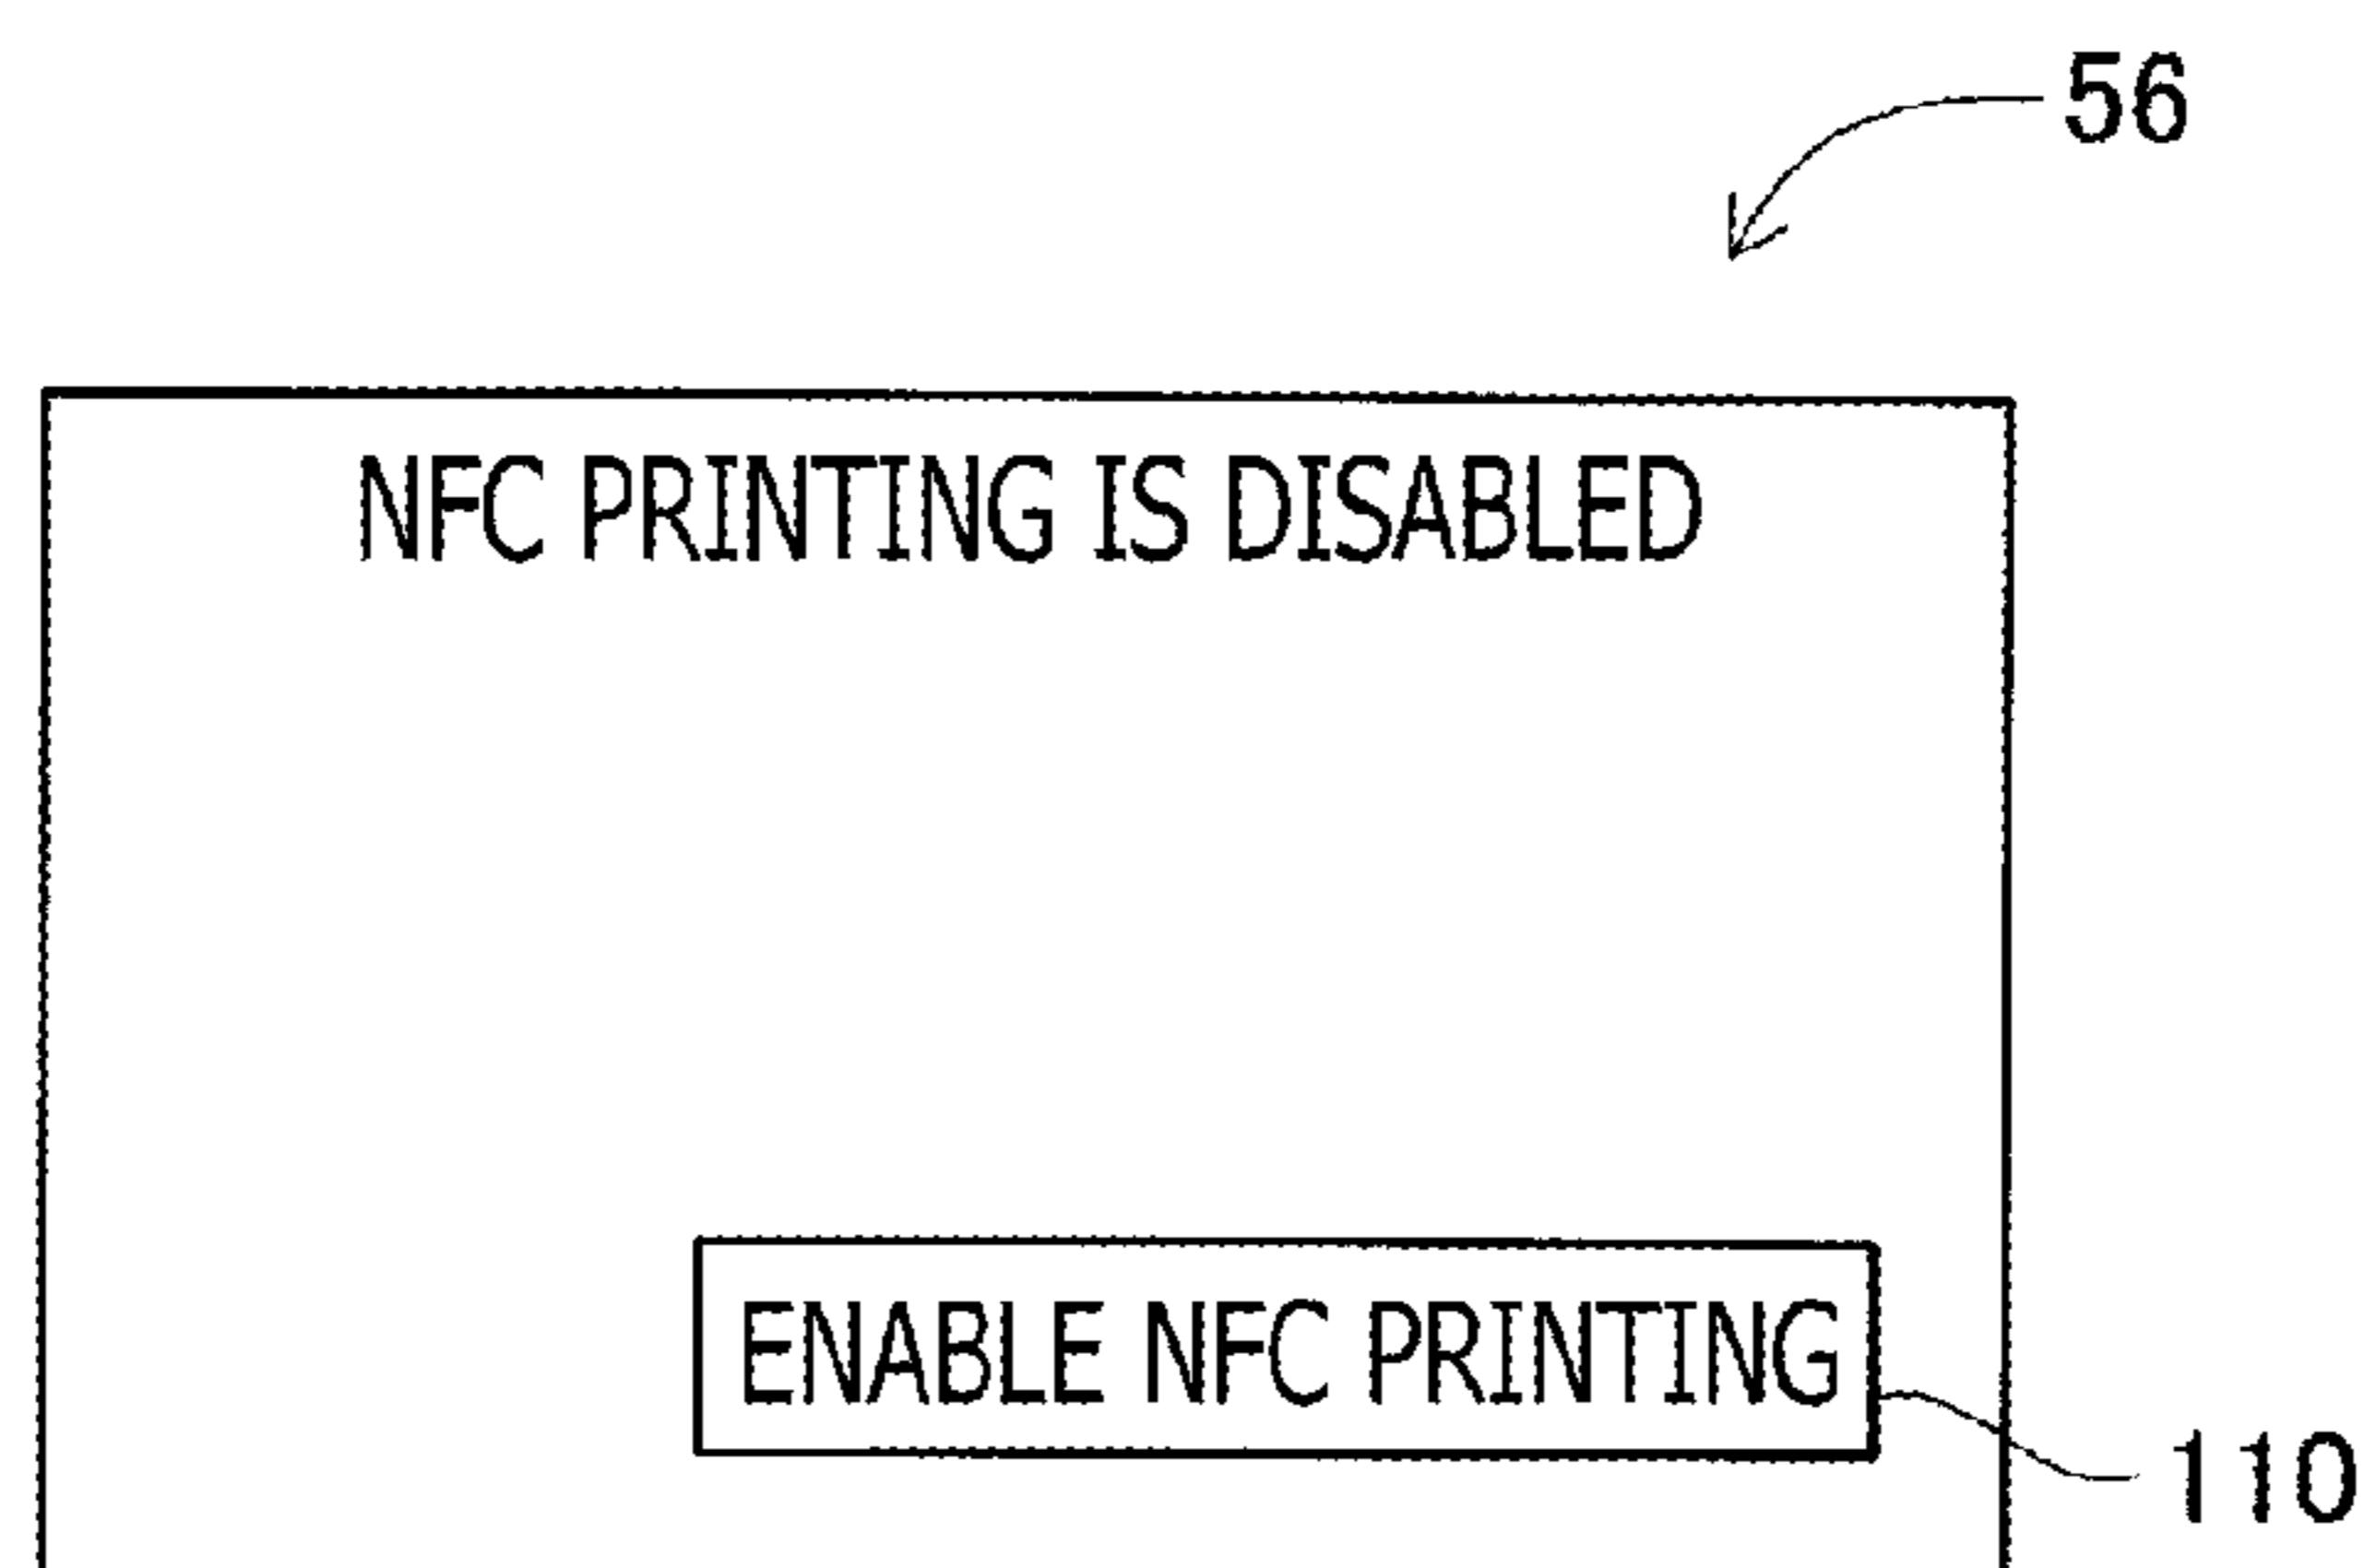 56
NFC PRINTING IS DISABLED
ENABLE NFC PRINTING
110